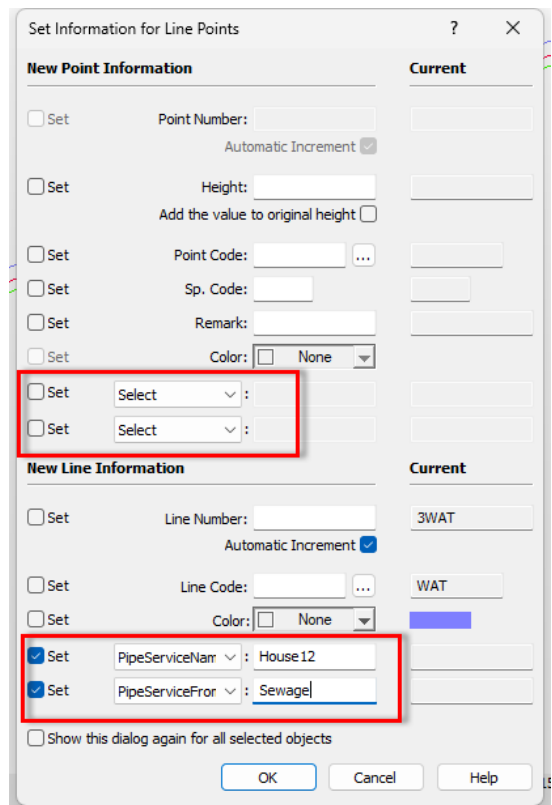 Set Information for Line Points ? ×
New Point Information Current
Set Point Number:
Automatic Increment
Set Height:
Add the value to original height
Set Point Code: ...
Set Sp. Code:
Set Remark:
Set Color: None
Set Select :
Set Select :
New Line Information Current
Set Line Number: 3WAT
Automatic Increment
Set Line Code: ... WAT
Set Color: None
Set PipeServiceNam : House12
Set PipeServiceFror : Sewage
Show this dialog again for all selected objects
OK Cancel Help